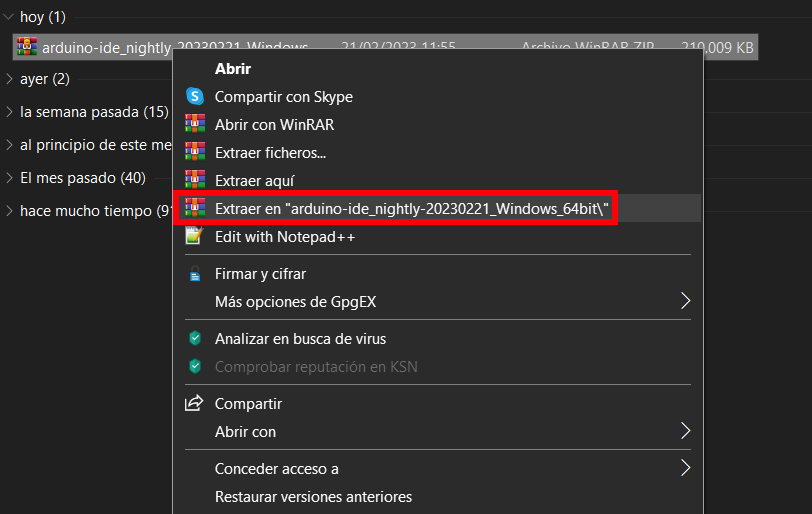 hoy (1)
arduino-ide_nightly-20230221_Windows 21/02/2023 11:55 Archivo WinRAR ZIP 210.009 KB
Abrir
ayer (2)
Compartir con Skype
la semana pasada (15)
Abrir con WinRAR
al principio de este me
Extraer ficheros...
El mes pasado (40)
Extraer aquí
hace mucho tiempo (91
Extraer en "arduino-ide_nightly-20230221_Windows_64bit\"
Edit with Notepad++
Firmar y cifrar
Más opciones de GpgEX
Analizar en busca de virus
Comprobar reputación en KSN
Compartir
Abrir con
Conceder acceso a
Restaurar versiones anteriores